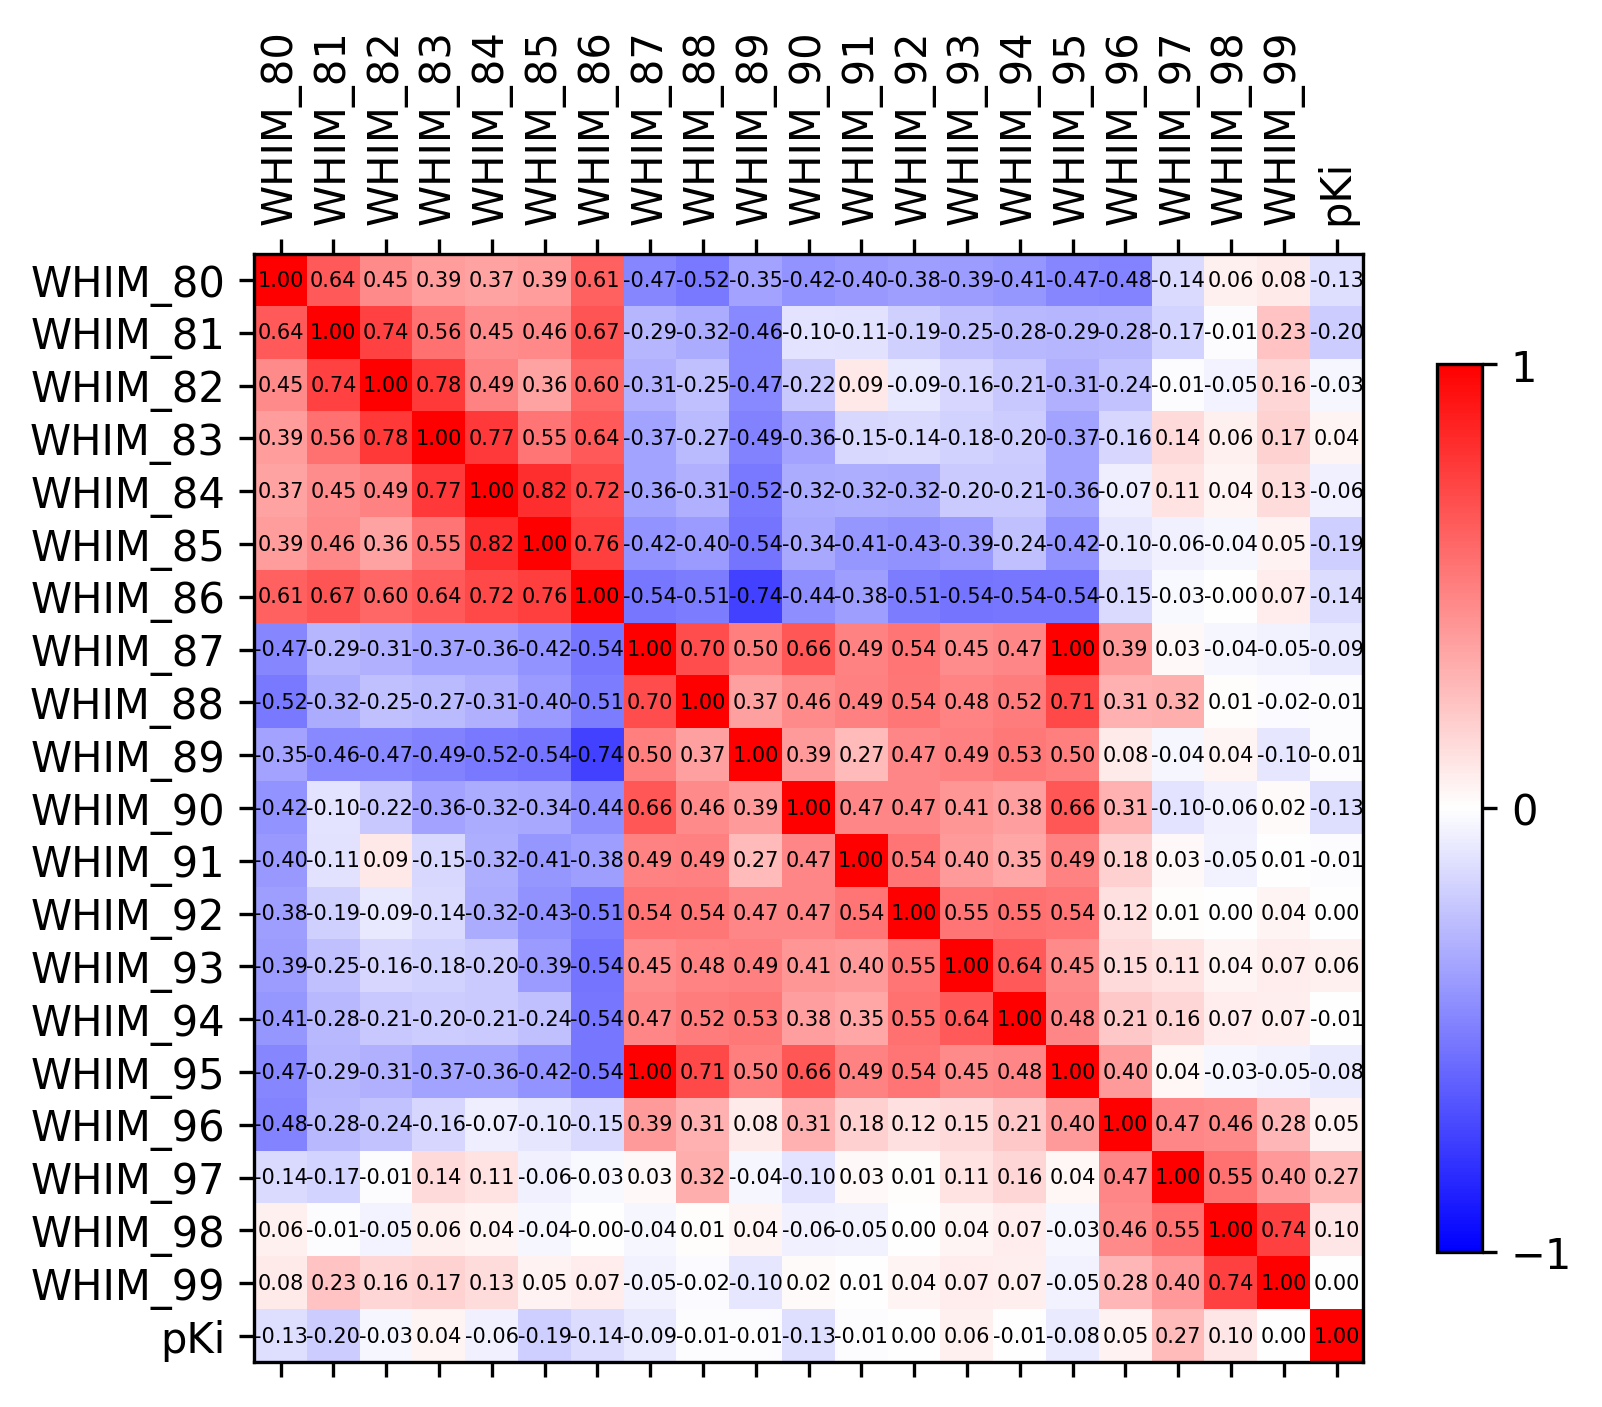 WHIM_80 WHIM_81 WHIM_82 WHIM_83 WHIM_84 WHIM_85 WHIM_86 WHIM_87 WHIM_88 WHIM_89 WHIM_90 WHIM_91 WHIM_92 WHIM_93 WHIM_94 WHIM_95 WHIM_96 WHIM_97 WHIM_98 WHIM_99 pKi
WHIM_80 1.00 0.64 0.45 0.39 0.37 0.39 0.61 -0.47 -0.52 -0.35 -0.42 -0.40 -0.38 -0.39 -0.41 -0.47 -0.48 -0.14 0.06 0.08 -0.13
WHIM_81 0.64 1.00 0.74 0.56 0.45 0.46 0.67 -0.29 -0.32 -0.46 -0.10 -0.11 -0.19 -0.25 -0.28 -0.29 -0.28 -0.17 -0.01 0.23 -0.20
WHIM_82 0.45 0.74 1.00 0.78 0.49 0.36 0.60 -0.31 -0.25 -0.47 -0.22 0.09 -0.09 -0.16 -0.21 -0.31 -0.24 -0.01 -0.05 0.16 -0.03
WHIM_83 0.39 0.56 0.78 1.00 0.77 0.55 0.64 -0.37 -0.27 -0.49 -0.36 -0.15 -0.14 -0.18 -0.20 -0.37 -0.16 0.14 0.06 0.17 0.04
WHIM_84 0.37 0.45 0.49 0.77 1.00 0.82 0.72 -0.36 -0.31 -0.52 -0.32 -0.32 -0.32 -0.20 -0.21 -0.36 -0.07 0.11 0.04 0.13 -0.06
WHIM_85 0.39 0.46 0.36 0.55 0.82 1.00 0.76 -0.42 -0.40 -0.54 -0.34 -0.41 -0.43 -0.39 -0.24 -0.42 -0.10 -0.06 -0.04 0.05 -0.19
WHIM_86 0.61 0.67 0.60 0.64 0.72 0.76 1.00 -0.54 -0.51 -0.74 -0.44 -0.38 -0.51 -0.54 -0.54 -0.54 -0.15 -0.03 -0.00 0.07 -0.14
WHIM_87 -0.47 -0.29 -0.31 -0.37 -0.36 -0.42 -0.54 1.00 0.70 0.50 0.66 0.49 0.54 0.45 0.47 1.00 0.39 0.03 -0.04 -0.05 -0.09
WHIM_88 -0.52 -0.32 -0.25 -0.27 -0.31 -0.40 -0.51 0.70 1.00 0.37 0.46 0.49 0.54 0.48 0.52 0.71 0.31 0.32 0.01 -0.02 -0.01
WHIM_89 -0.35 -0.46 -0.47 -0.49 -0.52 -0.54 -0.74 0.50 0.37 1.00 0.39 0.27 0.47 0.49 0.53 0.50 0.08 -0.04 0.04 -0.10 -0.01
WHIM_90 -0.42 -0.10 -0.22 -0.36 -0.32 -0.34 -0.44 0.66 0.46 0.39 1.00 0.47 0.47 0.41 0.38 0.66 0.31 -0.10 -0.06 0.02 -0.13
WHIM_91 -0.40 -0.11 0.09 -0.15 -0.32 -0.41 -0.38 0.49 0.49 0.27 0.47 1.00 0.54 0.40 0.35 0.49 0.18 0.03 -0.05 0.01 -0.01
WHIM_92 -0.38 -0.19 -0.09 -0.14 -0.32 -0.43 -0.51 0.54 0.54 0.47 0.47 0.54 1.00 0.55 0.55 0.54 0.12 0.01 0.00 0.04 0.00
WHIM_93 -0.39 -0.25 -0.16 -0.18 -0.20 -0.39 -0.54 0.45 0.48 0.49 0.41 0.40 0.55 1.00 0.64 0.45 0.15 0.11 0.04 0.07 0.06
WHIM_94 -0.41 -0.28 -0.21 -0.20 -0.21 -0.24 -0.54 0.47 0.52 0.53 0.38 0.35 0.55 0.64 1.00 0.48 0.21 0.16 0.07 0.07 -0.01
WHIM_95 -0.47 -0.29 -0.31 -0.37 -0.36 -0.42 -0.54 1.00 0.71 0.50 0.66 0.49 0.54 0.45 0.48 1.00 0.40 0.04 -0.03 -0.05 -0.08
WHIM_96 -0.48 -0.28 -0.24 -0.16 -0.07 -0.10 -0.15 0.39 0.31 0.08 0.31 0.18 0.12 0.15 0.21 0.40 1.00 0.47 0.46 0.28 0.05
WHIM_97 -0.14 -0.17 -0.01 0.14 0.11 -0.06 -0.03 0.03 0.32 -0.04 -0.10 0.03 0.01 0.11 0.16 0.04 0.47 1.00 0.55 0.40 0.27
WHIM_98 0.06 -0.01 -0.05 0.06 0.04 -0.04 -0.00 -0.04 0.01 0.04 -0.06 -0.05 0.00 0.04 0.07 -0.03 0.46 0.55 1.00 0.74 0.10
WHIM_99 0.08 0.23 0.16 0.17 0.13 0.05 0.07 -0.05 -0.02 -0.10 0.02 0.01 0.04 0.07 0.07 -0.05 0.28 0.40 0.74 1.00 0.00
pKi -0.13 -0.20 -0.03 0.04 -0.06 -0.19 -0.14 -0.09 -0.01 -0.01 -0.13 -0.01 0.00 0.06 -0.01 -0.08 0.05 0.27 0.10 0.00 1.00
1
0
−1